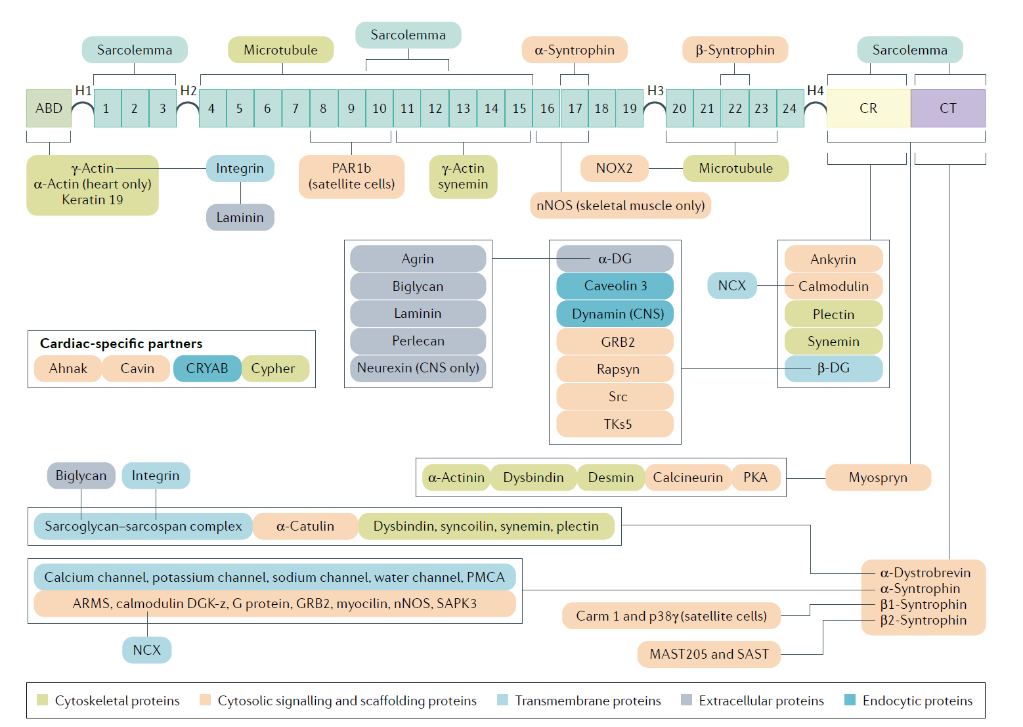 Sarcolemma
Microtubule
Sarcolemma
α-Syntrophin
β-Syntrophin
Sarcolemma
ABD H1 1 2 3 H2 4 5 6 7 8 9 10 11 12 13 14 15 16 17 18 19 H3 20 21 22 23 24 H4 CR CT
γ-Actin
α-Actin (heart only)
Keratin 19
Integrin
Laminin
PAR1b
(satellite cells)
γ-Actin
synemin
NOX2
Microtubule
nNOS (skeletal muscle only)
Agrin
Biglycan
Laminin
Perlecan
Neurexin (CNS only)
α-DG
Caveolin 3
Dynamin (CNS)
GRB2
Rapsyn
Src
TKs5
NCX
Ankyrin
Calmodulin
Plectin
Synemin
β-DG
Cardiac-specific partners
Ahnak Cavin CRYAB Cypher
α-Actinin Dysbindin Desmin Calcineurin PKA
Myospryn
Biglycan
Integrin
Sarcoglycan–sarcospan complex α-Catulin Dysbindin, syncoilin, synemin, plectin
Calcium channel, potassium channel, sodium channel, water channel, PMCA
ARMS, calmodulin DGK-z, G protein, GRB2, myocilin, nNOS, SAPK3
NCX
α-Dystrobrevin
α-Syntrophin
β1-Syntrophin
β2-Syntrophin
Carm 1 and p38γ (satellite cells)
MAST205 and SAST
Cytoskeletal proteins Cytosolic signalling and scaffolding proteins Transmembrane proteins Extracellular proteins Endocytic proteins